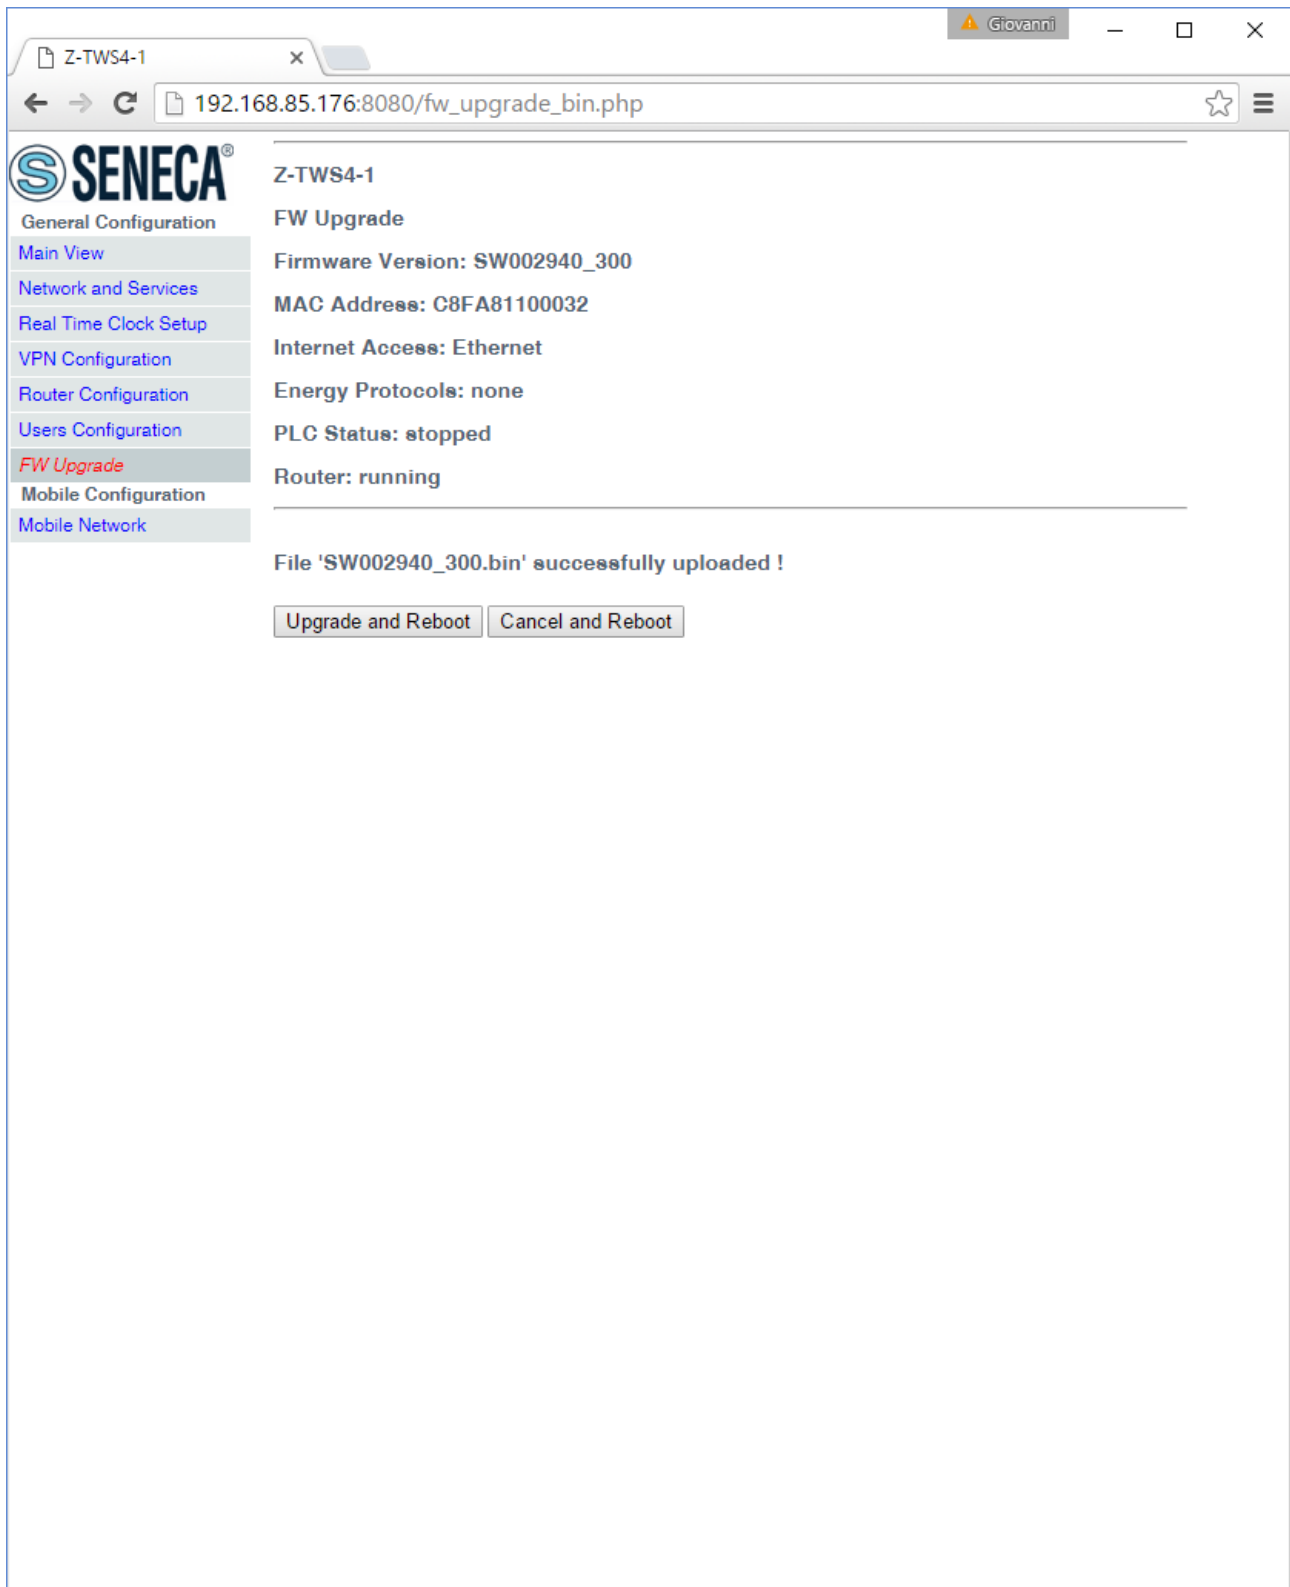 Giovanni
Z-TWS4-1
192.168.85.176:8080/fw_upgrade_bin.php
S SENECA®
General Configuration
Main View
Network and Services
Real Time Clock Setup
VPN Configuration
Router Configuration
Users Configuration
FW Upgrade
Mobile Configuration
Mobile Network
Z-TWS4-1
FW Upgrade
Firmware Version: SW002940_300
MAC Address: C8FA81100032
Internet Access: Ethernet
Energy Protocols: none
PLC Status: stopped
Router: running
File 'SW002940_300.bin' successfully uploaded !
Upgrade and Reboot Cancel and Reboot